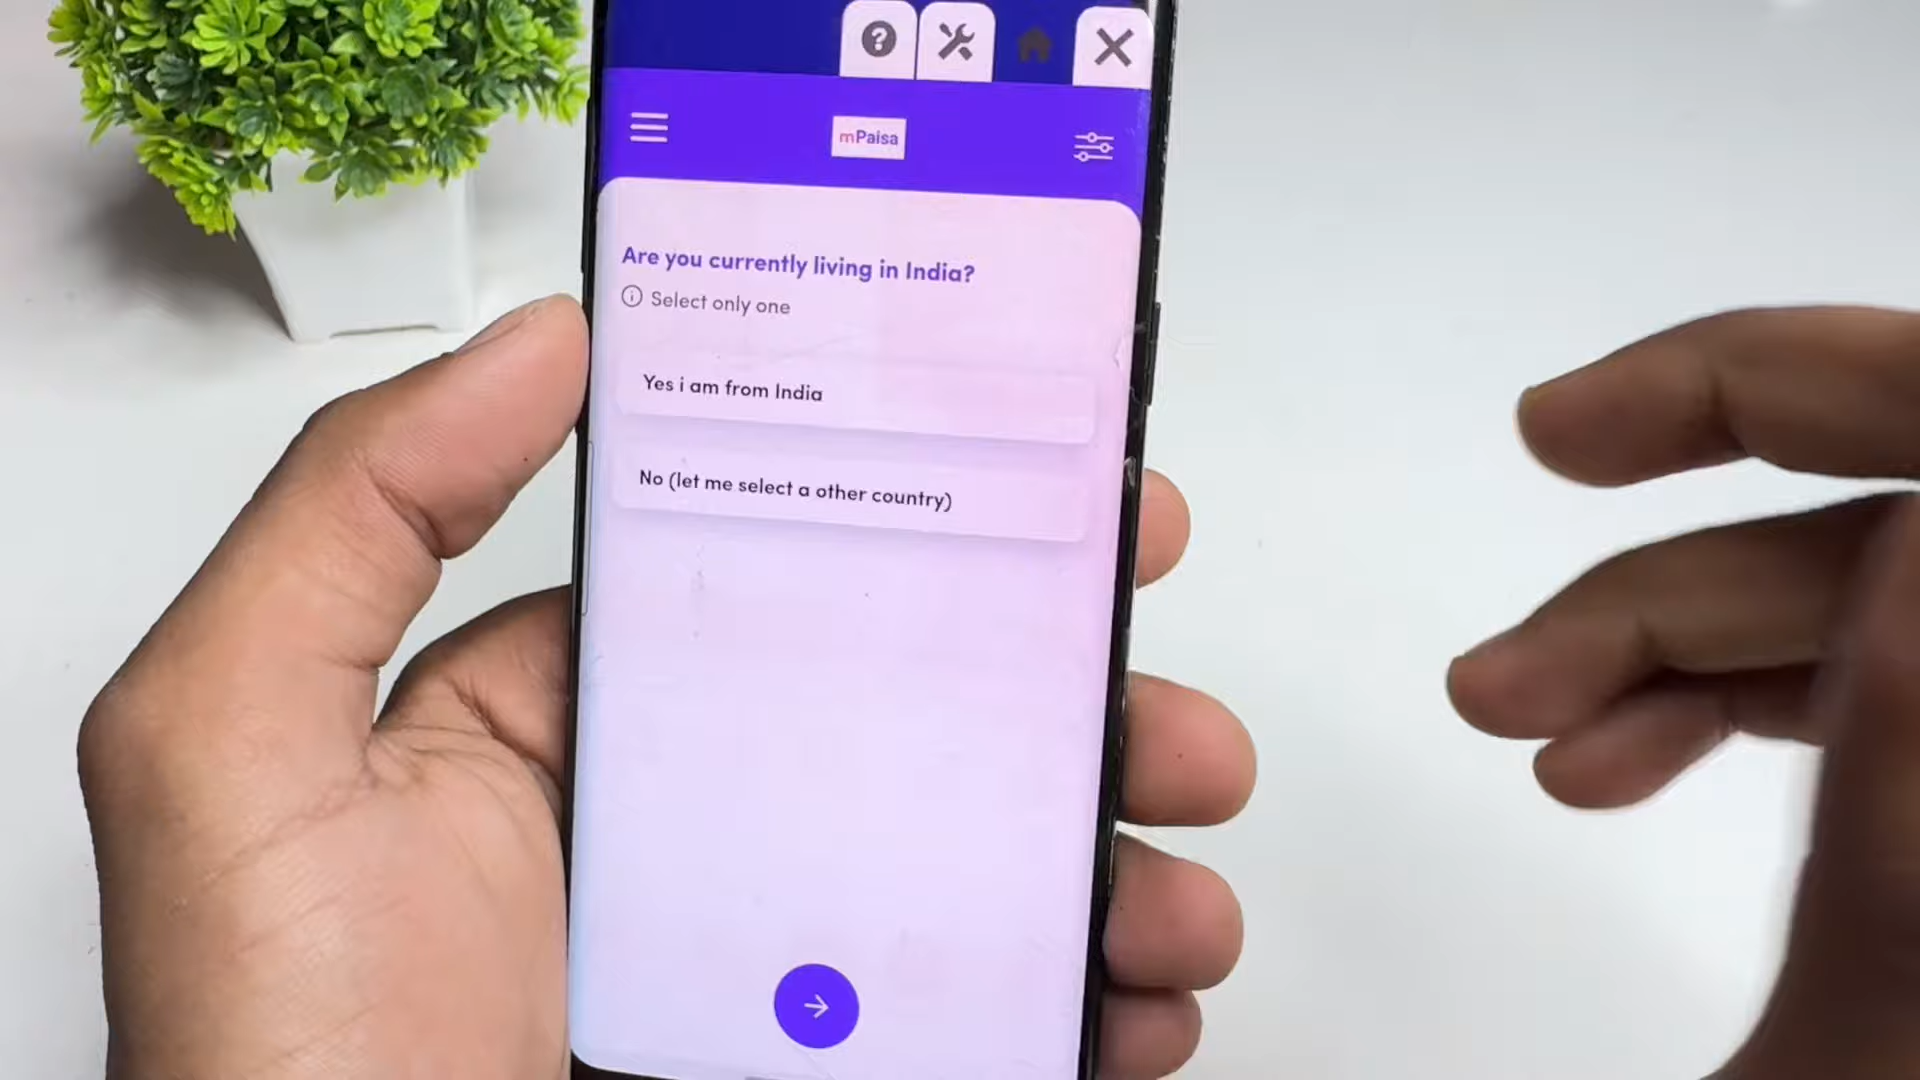 mPaisa
Are you currently living in India?
Select only one
Yes i am from India
No (let me select a other country)